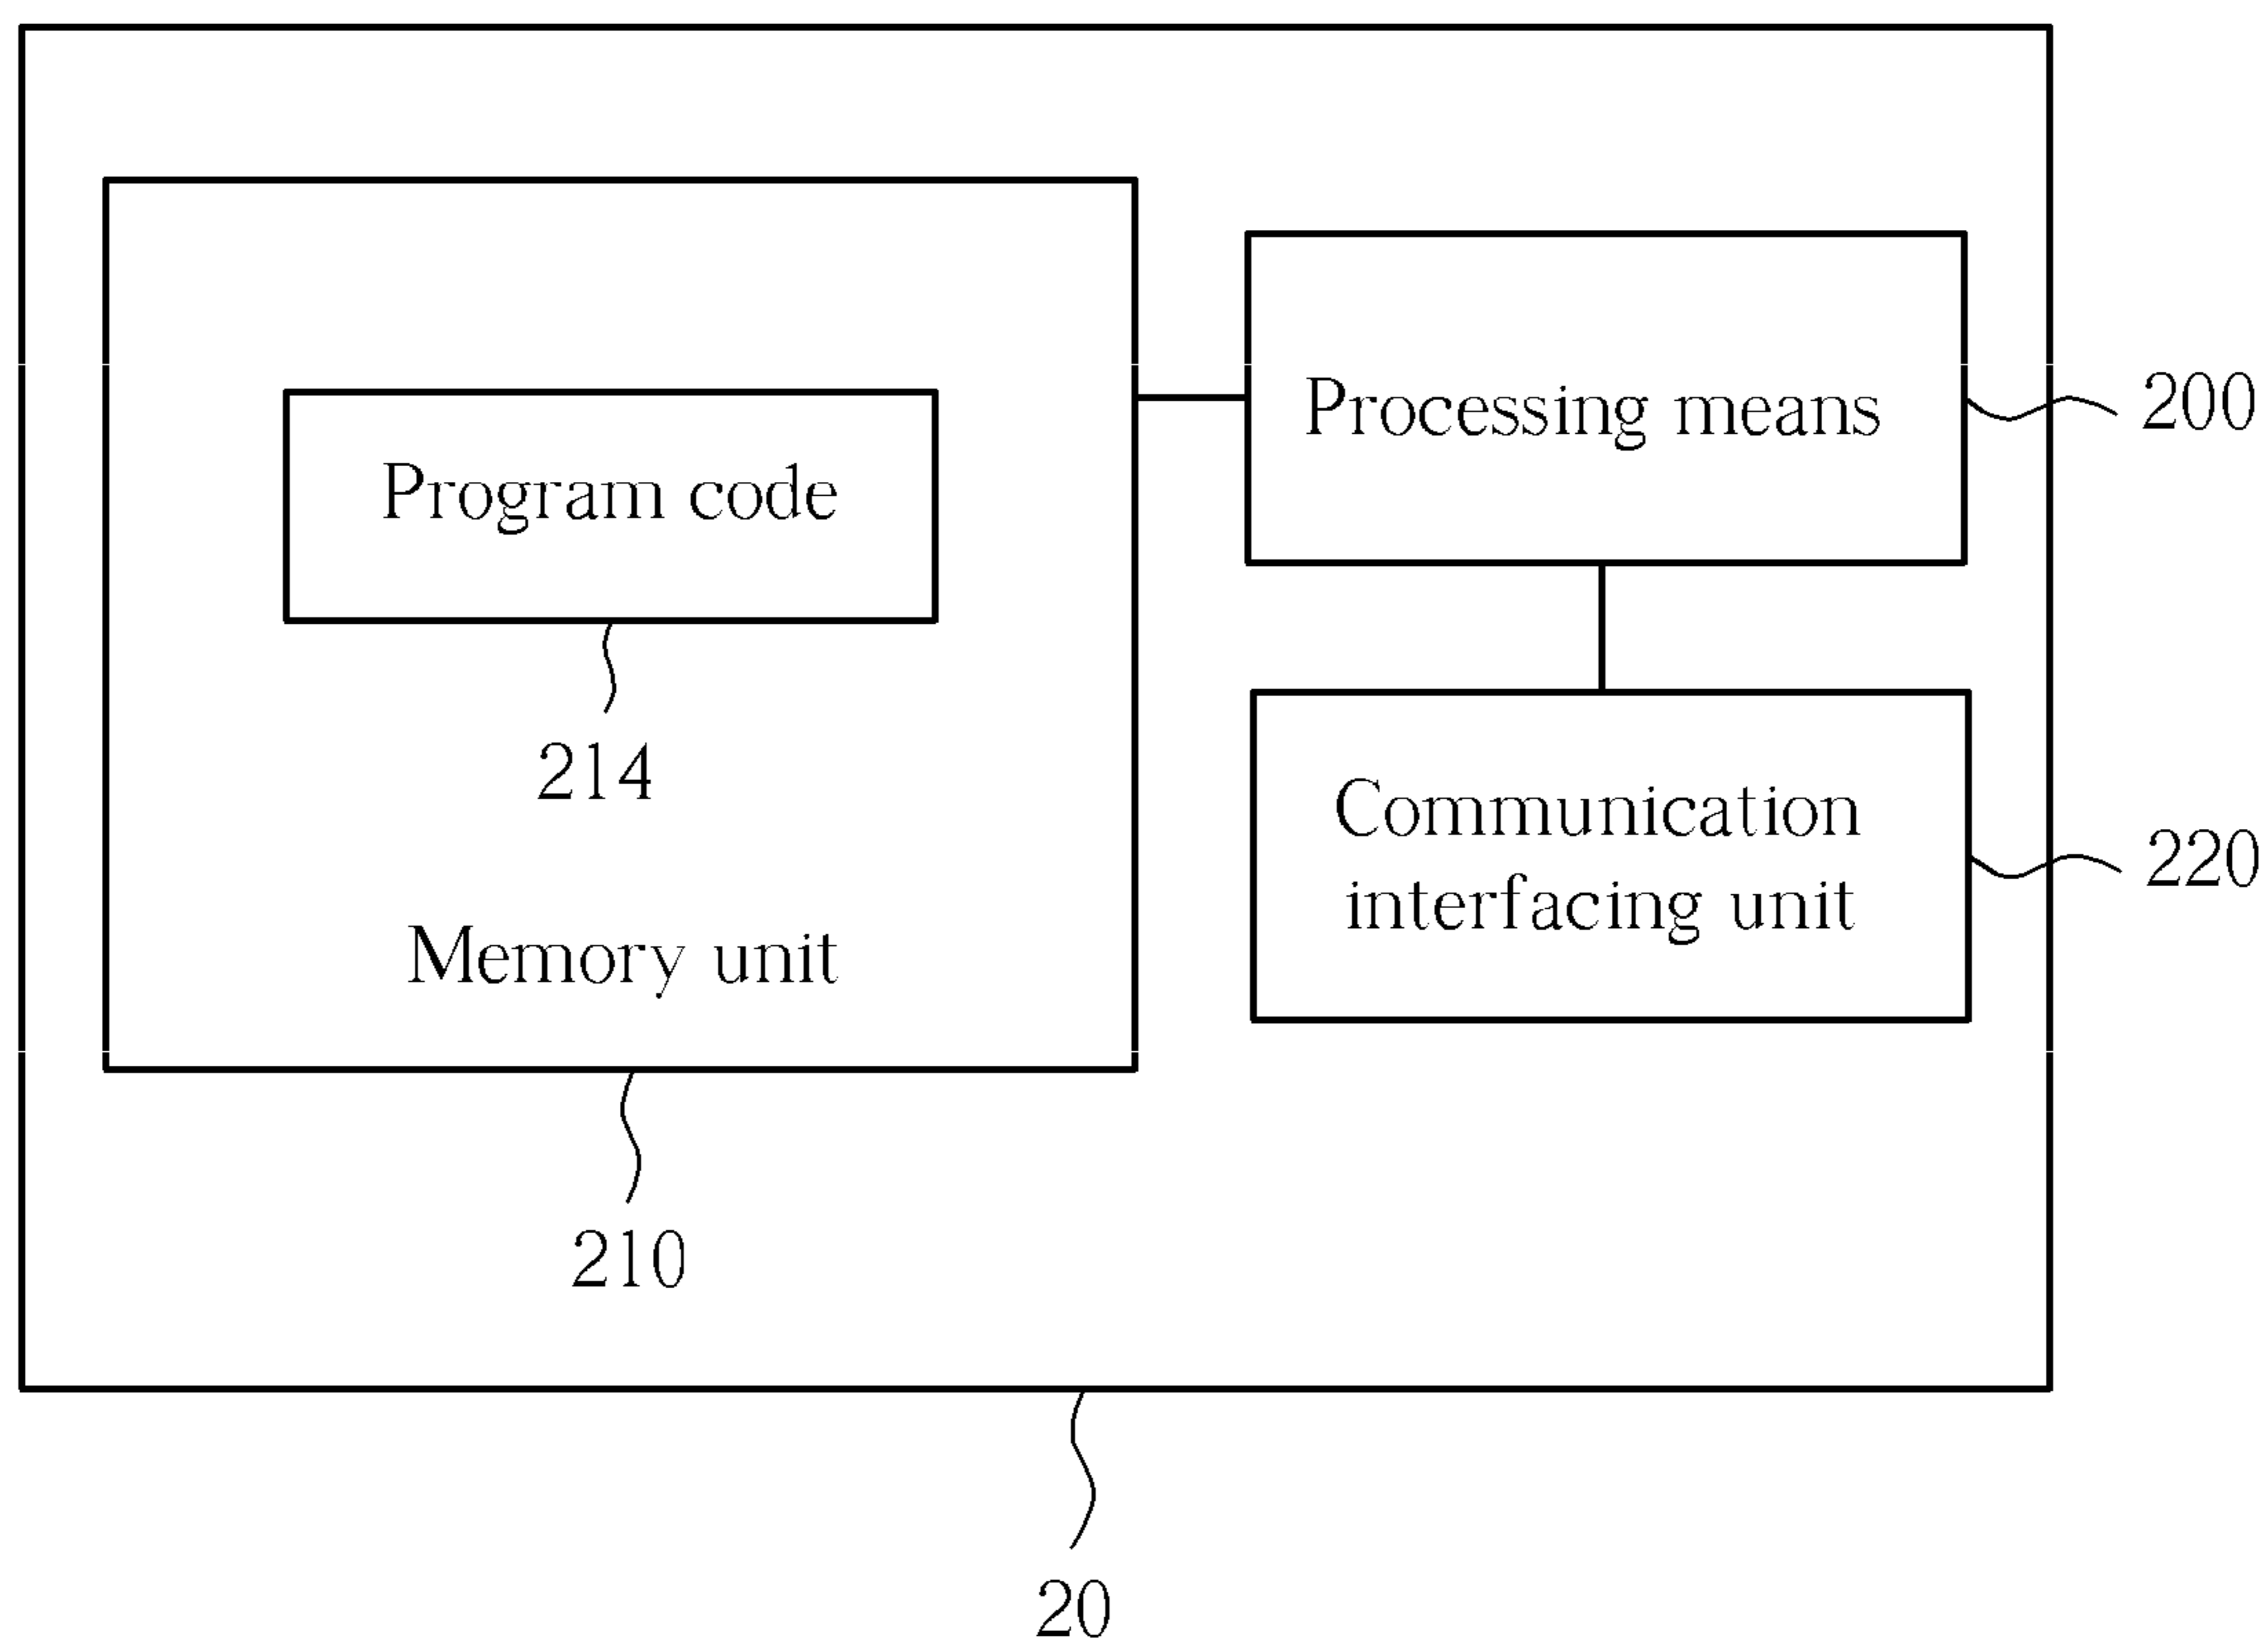 Processing means
200
Program code
214
Communication
interfacing unit
220
Memory unit
210
20